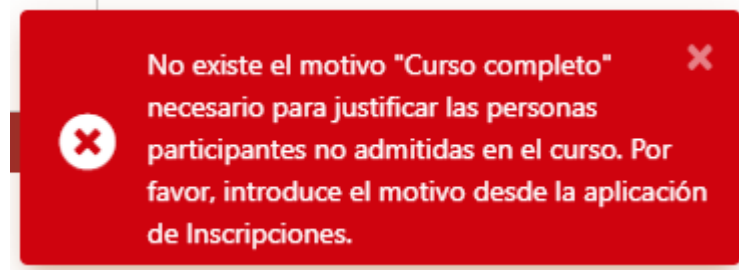 No existe el motivo "Curso completo"
necesario para justificar las personas
participantes no admitidas en el curso. Por
favor, introduce el motivo desde la aplicación
de Inscripciones.